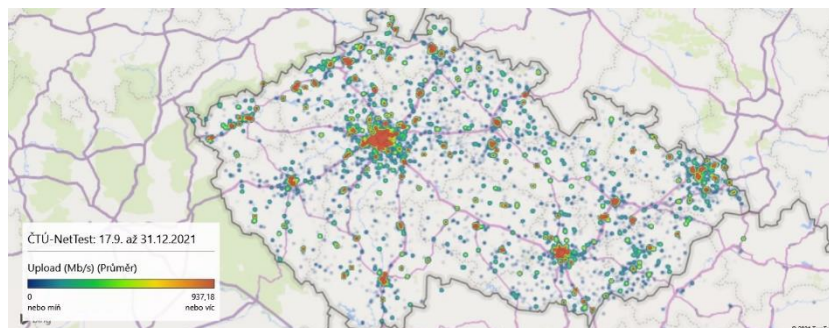 ČTÚ-NetTest: 17.9. až 31.12.2021
Upload (Mb/s) (Průměr)
0 937,18
nebo míň nebo víc